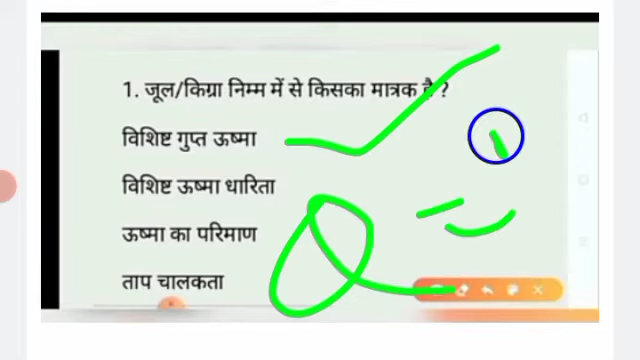 1. जूल/किग्रा निम्म में से किसका मात्रक है ?
विशिष्ट गुप्त ऊष्मा
विशिष्ट ऊष्मा धारिता
ऊष्मा का परिमाण
ताप चालकता